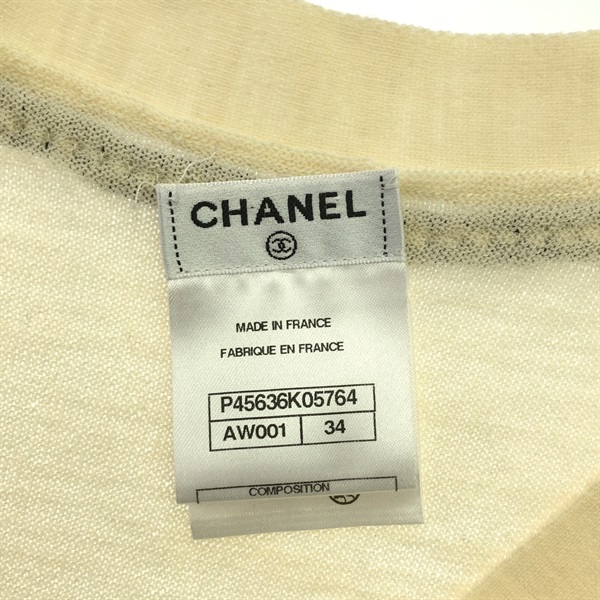 CHANEL
MADE IN FRANCE
FABRIQUE EN FRANCE
P45636K05764
AW001 34
COMPOSITION